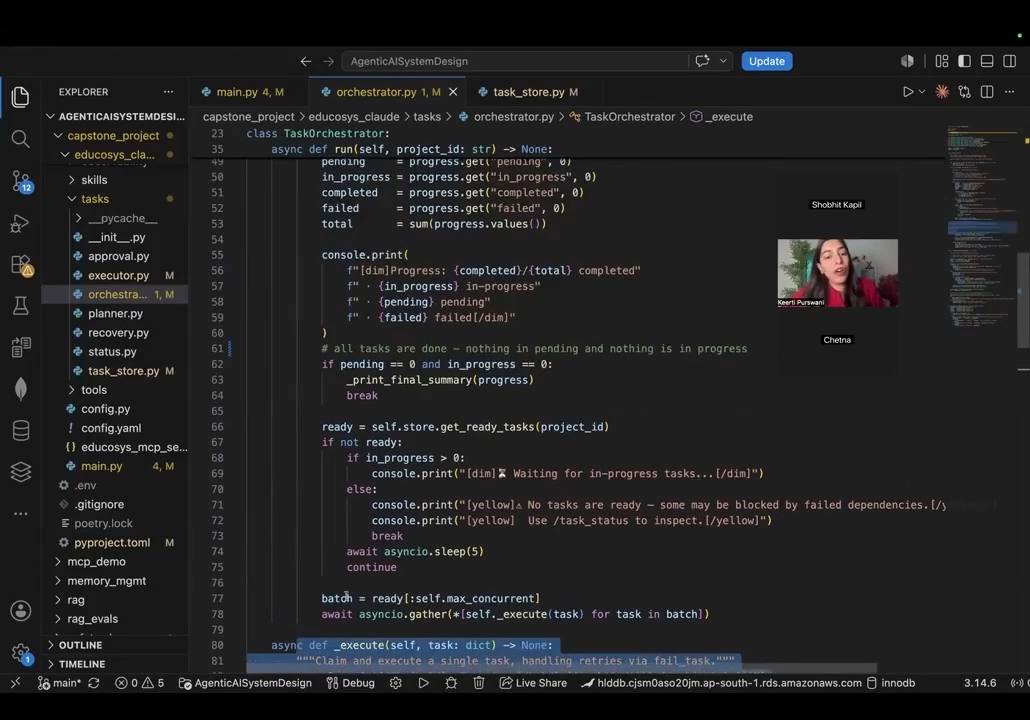 AgenticAISystemDesign
Update
EXPLORER
main.py 4, M
orchestrator.py 1, M
task_store.py M
AGENTICAISYSTEMDESI...
capstone_project > educosys_claude > tasks > orchestrator.py > TaskOrchestrator > _execute
capstone_project
educosys_cla...
skills
tasks
__pycache__
__init__.py
approval.py
executor.py M
orchestra... 1, M
planner.py
recovery.py
status.py
task_store.py M
tools
config.py
config.yaml
educosys_mcp_se...
main.py 4, M
.env
.gitignore
poetry.lock
pyproject.toml M
mcp_demo
memory_mgmt
rag
rag_evals
OUTLINE
TIMELINE
12
1
23 class TaskOrchestrator:
35 async def run(self, project_id: str) -> None:
49 pending = progress.get("pending", 0)
50 in_progress = progress.get("in_progress", 0)
51 completed = progress.get("completed", 0)
52 failed = progress.get("failed", 0)
53 total = sum(progress.values())
54
55 console.print(
56 f"[dim]Progress: {completed}/{total} completed"
57 f" · {in_progress} in-progress"
58 f" · {pending} pending"
59 f" · {failed} failed[/dim]"
60 )
61 # all tasks are done – nothing in pending and nothing is in progress
62 if pending == 0 and in_progress == 0:
63 _print_final_summary(progress)
64 break
65
66 ready = self.store.get_ready_tasks(project_id)
67 if not ready:
68 if in_progress > 0:
69 console.print("[dim]⌛ Waiting for in-progress tasks...[/dim]")
70 else:
71 console.print("[yellow]⚠ No tasks are ready — some may be blocked by failed dependencies.[/y
72 console.print("[yellow] Use /task_status to inspect.[/yellow]")
73 break
74 await asyncio.sleep(5)
75 continue
76
77 batch = ready[:self.max_concurrent]
78 await asyncio.gather(*[self._execute(task) for task in batch])
79
80 async def _execute(self, task: dict) -> None:
81 """Claim and execute a single task, handling retries via fail_task."""
Shobhit Kapil
Keerti Purswani
Chetna
main* 0 5 AgenticAISystemDesign Debug Live Share hlddb.cjsm0aso20jm.ap-south-1.rds.amazonaws.com innodb 3.14.6